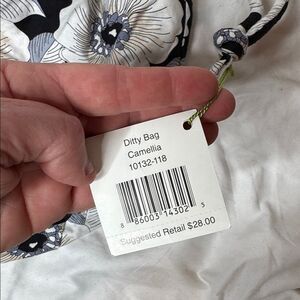 Ditty Bag
Camellia
10132-118
8 86003 14302 5
Suggested Retail $28.00